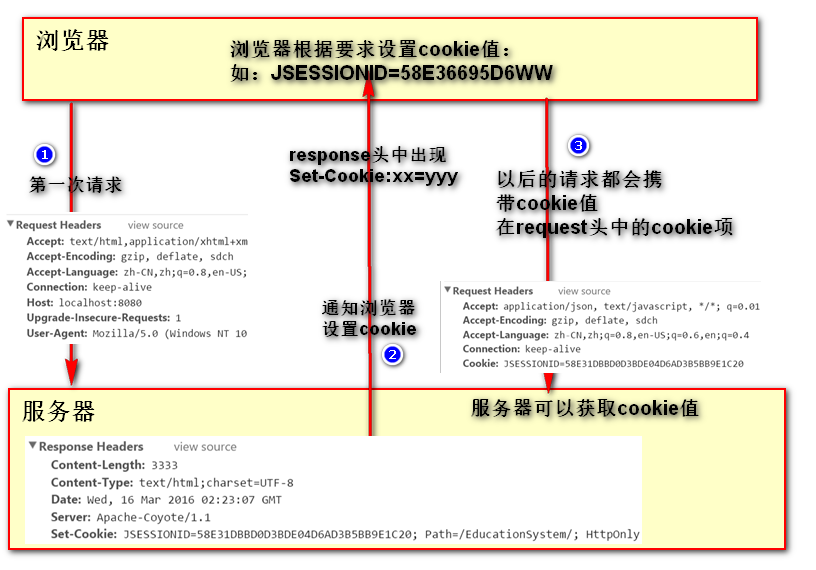 浏览器
浏览器根据要求设置cookie值：
如：JSESSIONID=58E36695D6WW
1
第一次请求
Request Headers view source
Accept: text/html,application/xhtml+xm
Accept-Encoding: gzip, deflate, sdch
Accept-Language: zh-CN,zh;q=0.8,en-US;
Connection: keep-alive
Host: localhost:8080
Upgrade-Insecure-Requests: 1
User-Agent: Mozilla/5.0 (Windows NT 10
response头中出现
Set-Cookie:xx=yyy
通知浏览器
设置cookie
2
3
以后的请求都会携
带cookie值
在request头中的cookie项
Request Headers view source
Accept: application/json, text/javascript, */*; q=0.01
Accept-Encoding: gzip, deflate, sdch
Accept-Language: zh-CN,zh;q=0.8,en-US;q=0.6,en;q=0.4
Connection: keep-alive
Cookie: JSESSIONID=58E31DBBD0D3BDE04D6AD3B5BB9E1C20
服务器
服务器可以获取cookie值
Response Headers view source
Content-Length: 3333
Content-Type: text/html;charset=UTF-8
Date: Wed, 16 Mar 2016 02:23:07 GMT
Server: Apache-Coyote/1.1
Set-Cookie: JSESSIONID=58E31DBBD0D3BDE04D6AD3B5BB9E1C20; Path=/EducationSystem/; HttpOnly